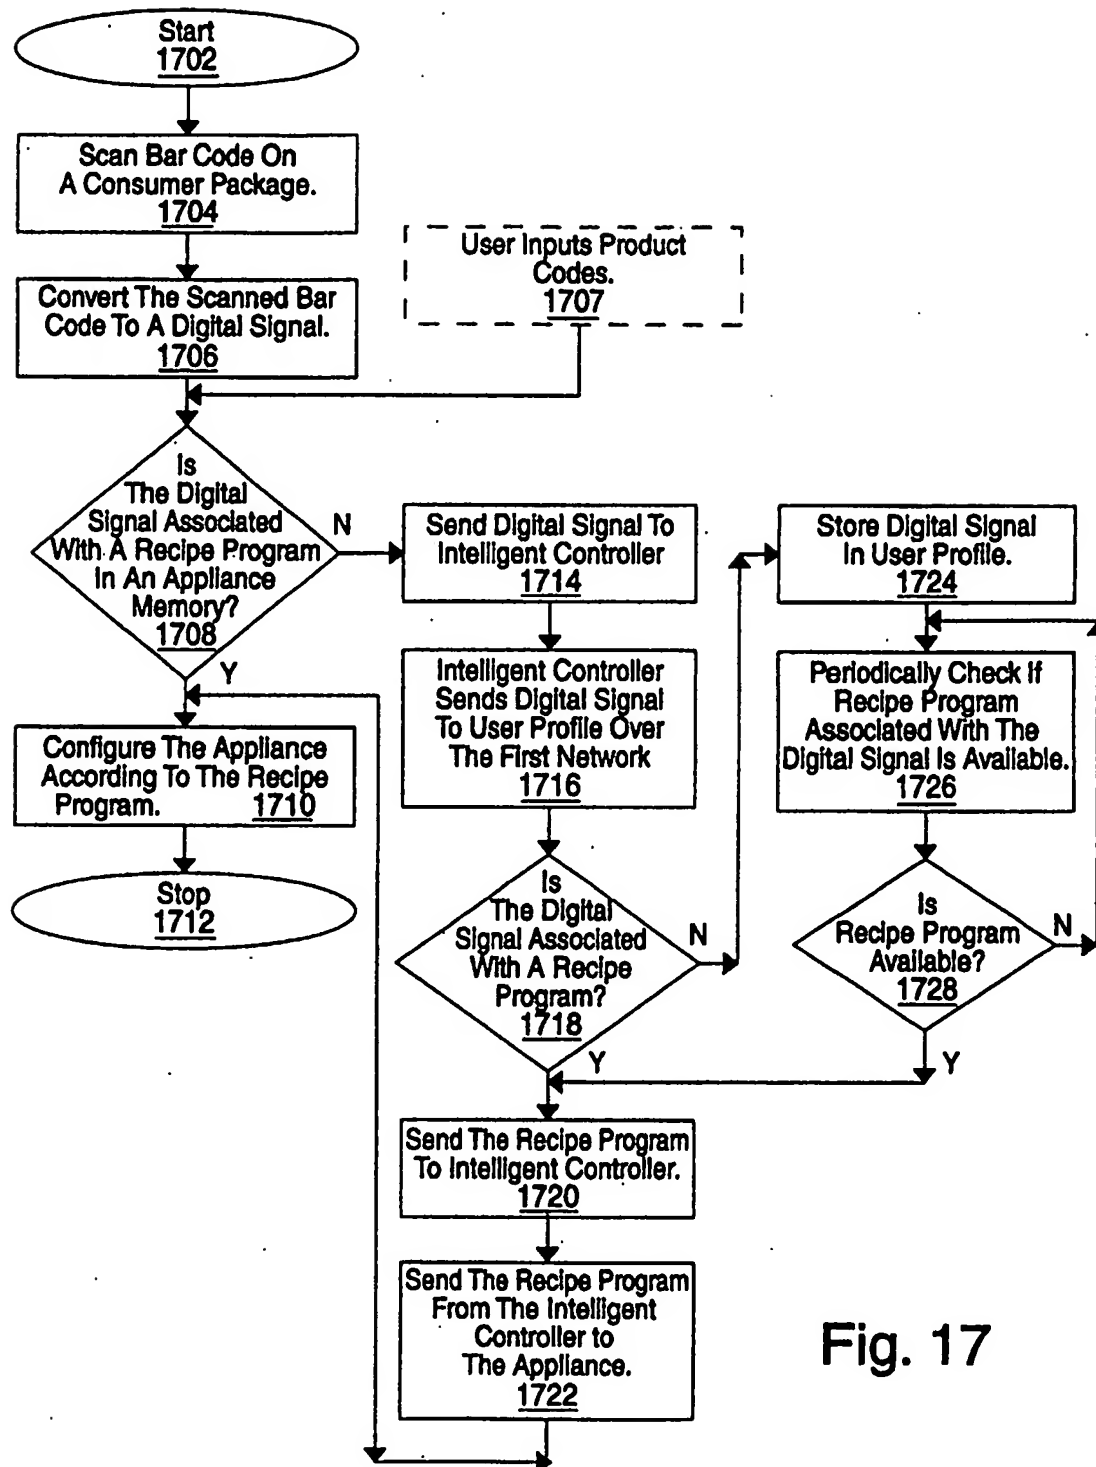 Start
1702
Scan Bar Code On
A Consumer Package.
1704
Convert The Scanned Bar
Code To A Digital Signal.
1706
User Inputs Product
Codes.
1707
Is
The Digital
Signal Associated
With A Recipe Program
In An Appliance
Memory?
1708
N
Y
Configure The Appliance
According To The Recipe
Program. 1710
Stop
1712
Send Digital Signal To
Intelligent Controller
1714
Intelligent Controller
Sends Digital Signal
To User Profile Over
The First Network
1716
Is
The Digital
Signal Associated
With A Recipe
Program?
1718
N
Y
Send The Recipe Program
To Intelligent Controller.
1720
Send The Recipe Program
From The Intelligent
Controller to
The Appliance.
1722
Store Digital Signal
In User Profile.
1724
Periodically Check If
Recipe Program
Associated With The
Digital Signal Is Available.
1726
Is
Recipe Program
Available?
1728
N
Y
Fig. 17